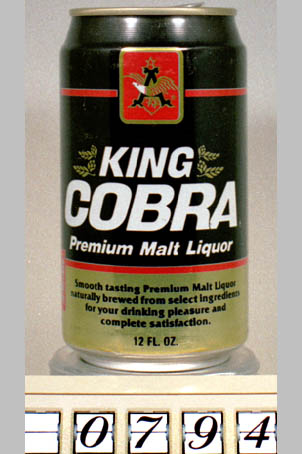 KING
COBRA
Premium Malt Liquor
Smooth tasting Premium Malt Liquor
naturally brewed from select ingredients
for your drinking pleasure and
complete satisfaction.
12 FL. OZ.
0794